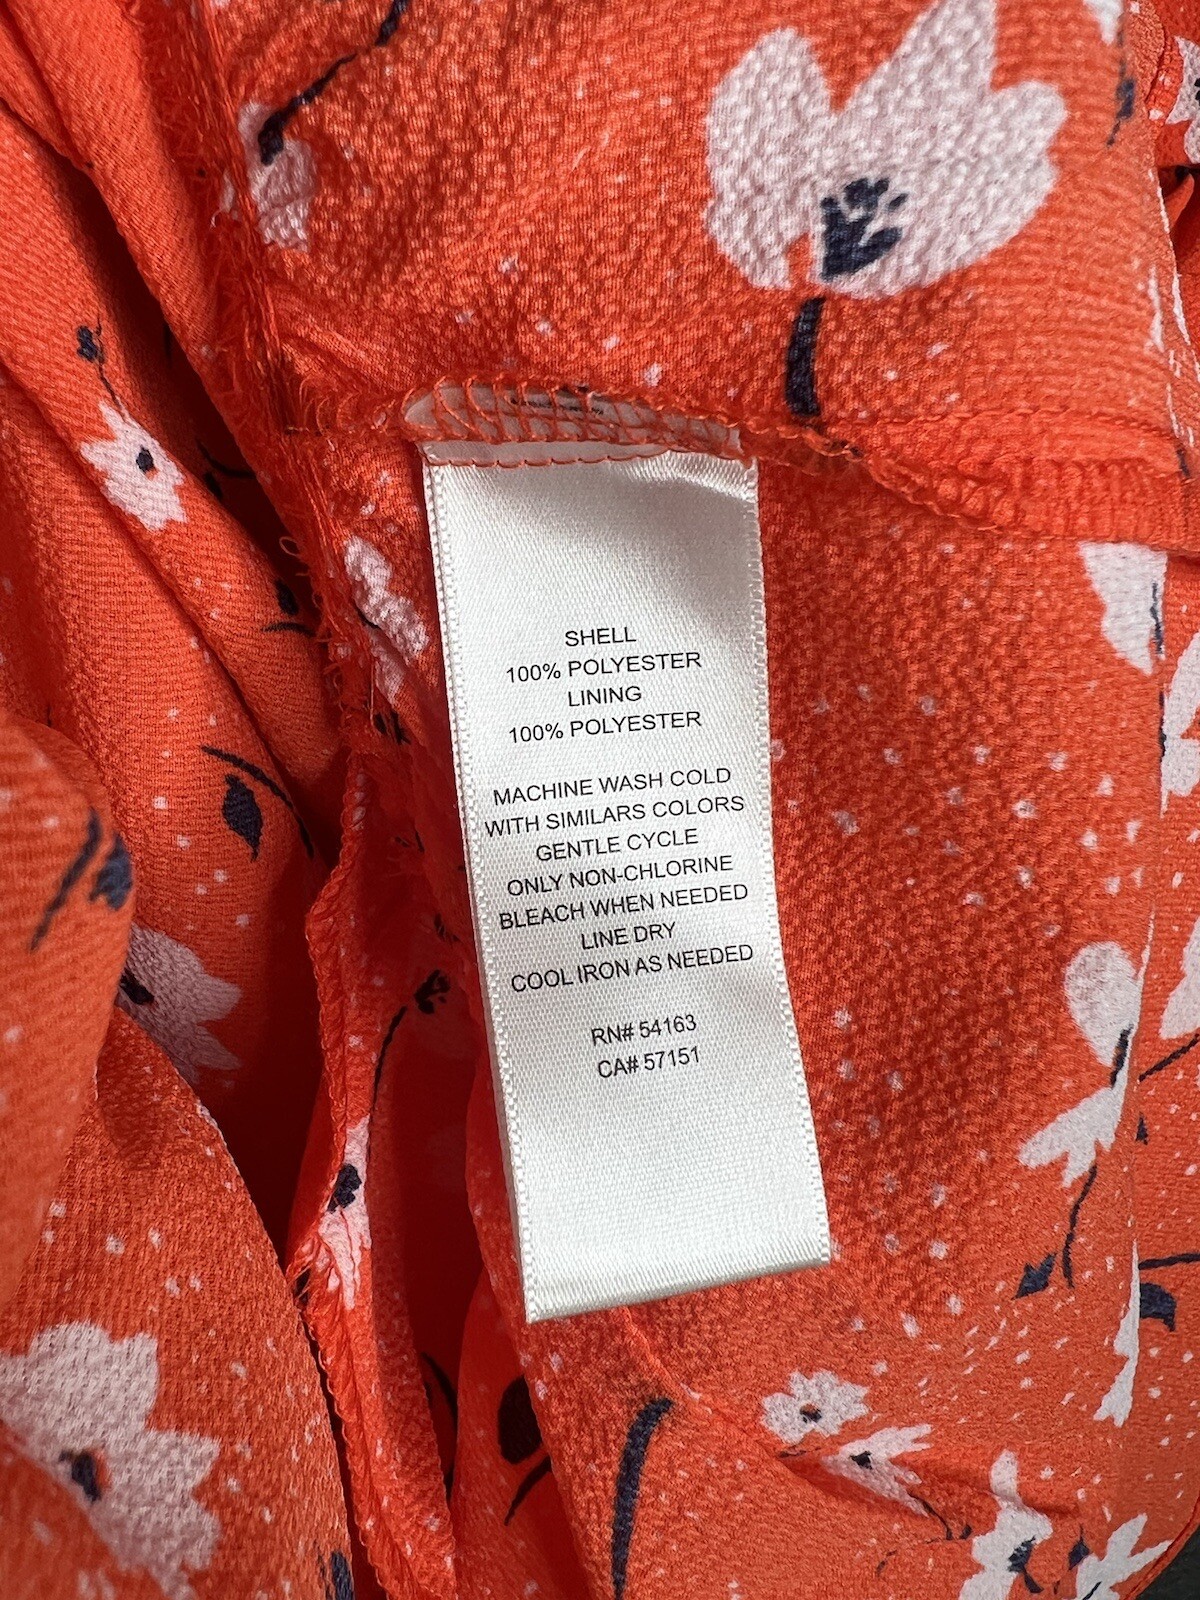 SHELL
100% POLYESTER
LINING
100% POLYESTER
MACHINE WASH COLD
WITH SIMILARS COLORS
GENTLE CYCLE
ONLY NON-CHLORINE
BLEACH WHEN NEEDED
LINE DRY
COOL IRON AS NEEDED
RN# 54163
CA# 57151